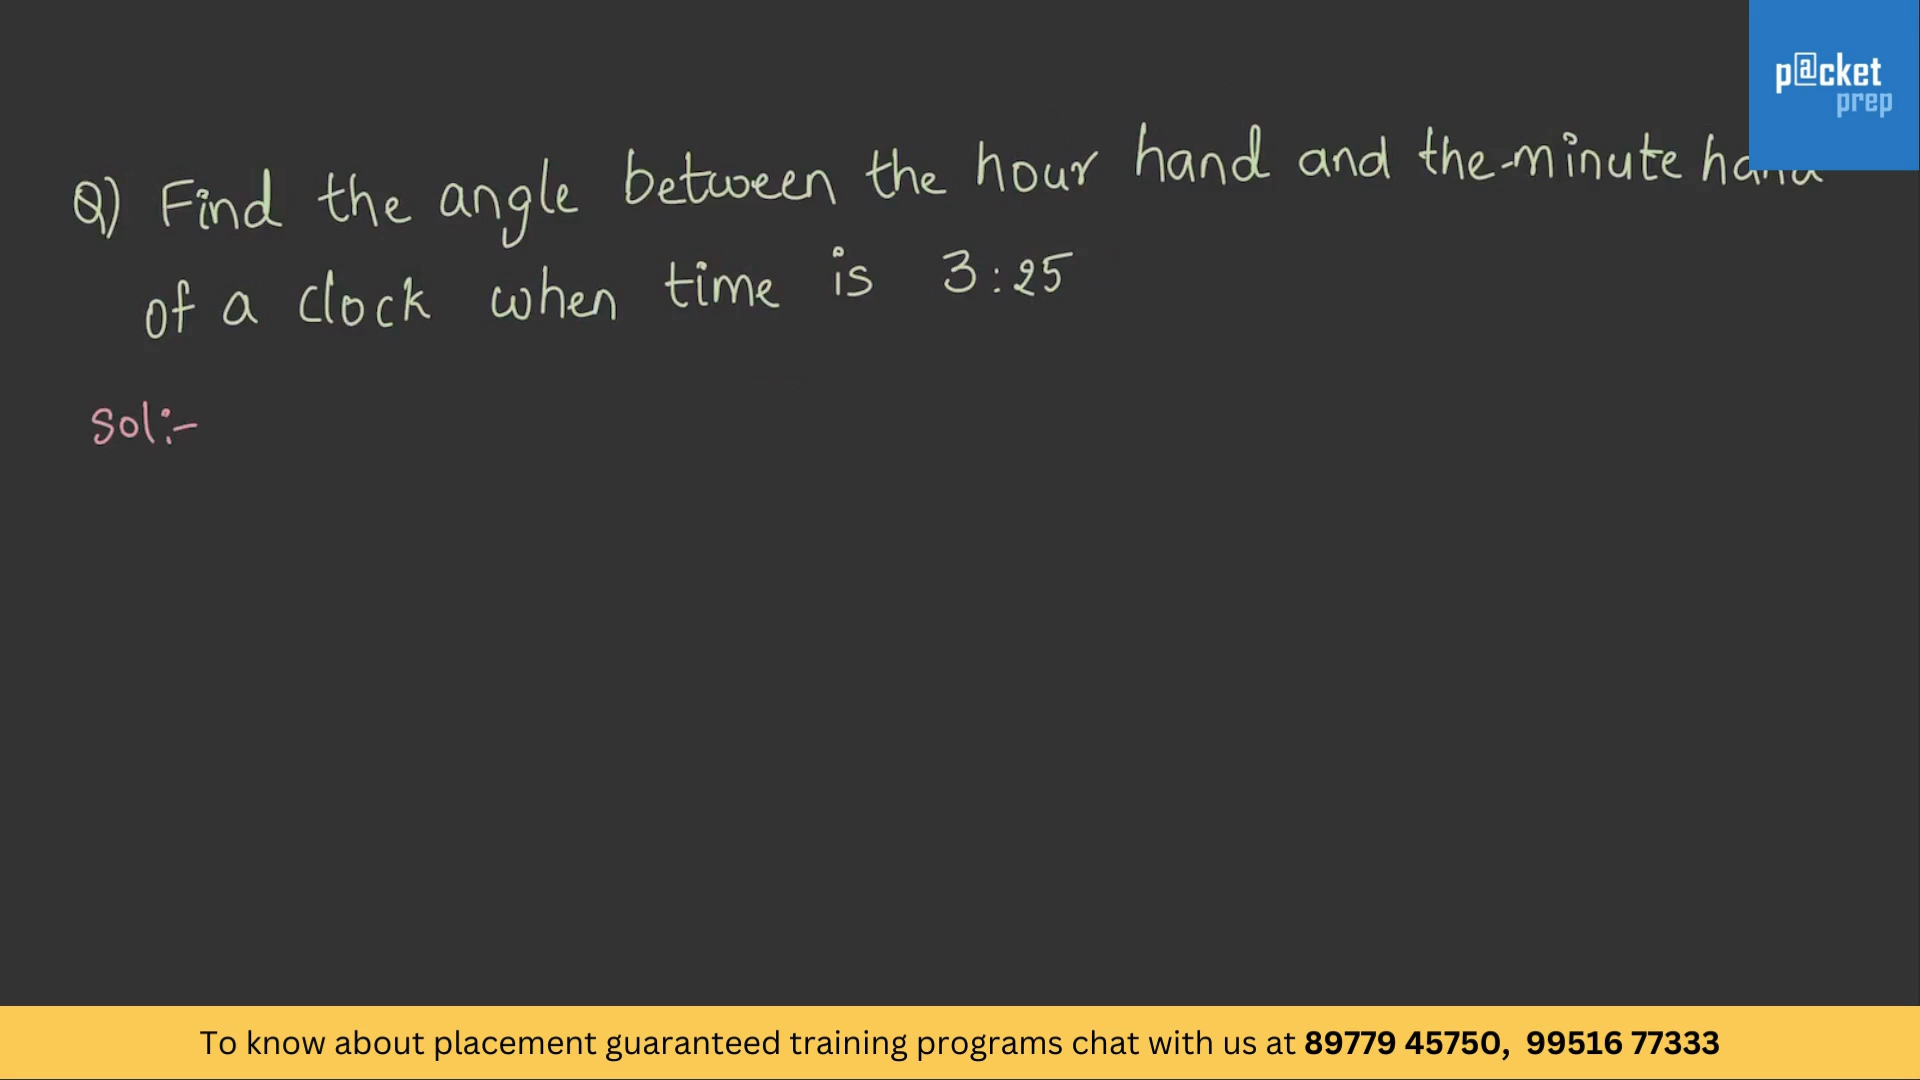 p@cket
prep
Q) Find the angle between the hour hand and the minute hand
of a clock when time is 3:25
Sol:-
To know about placement guaranteed training programs chat with us at 89779 45750, 99516 77333